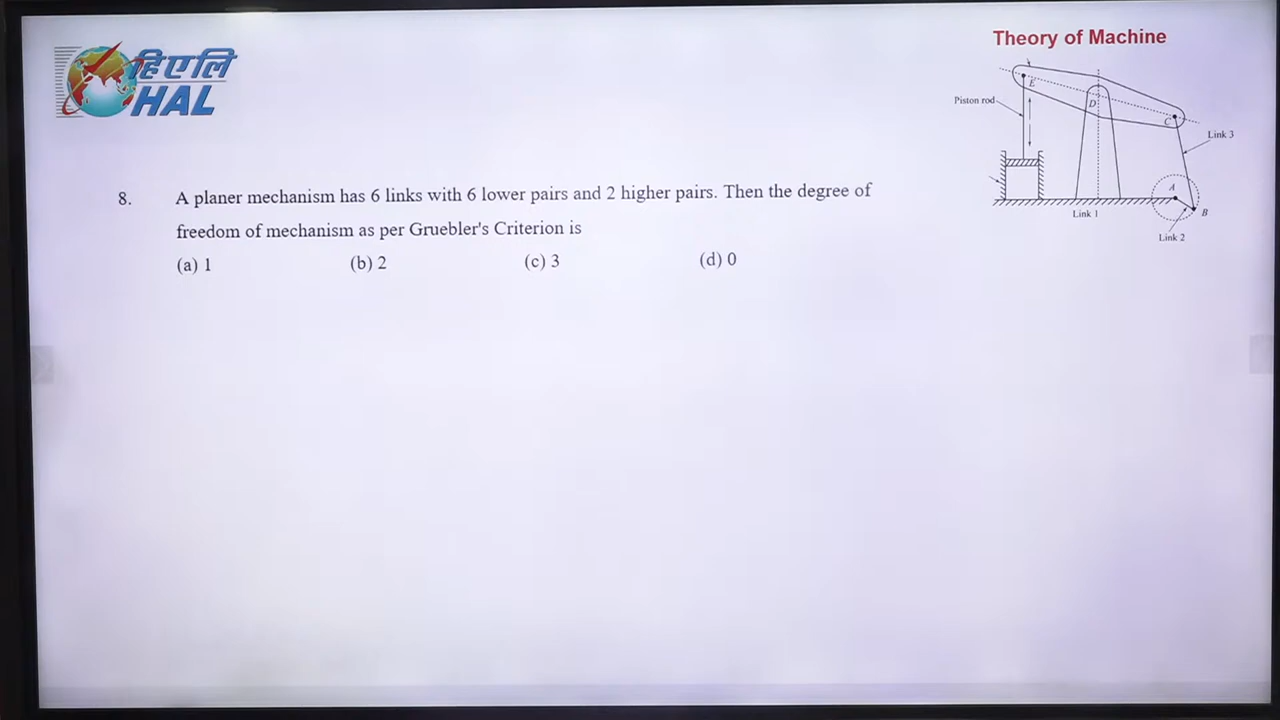 हिएलि
HAL
Theory of Machine
E
Piston rod
D
C
Link 3
A
B
Link 1
Link 2
8. A planer mechanism has 6 links with 6 lower pairs and 2 higher pairs. Then the degree of
freedom of mechanism as per Gruebler's Criterion is
(a) 1 (b) 2 (c) 3 (d) 0